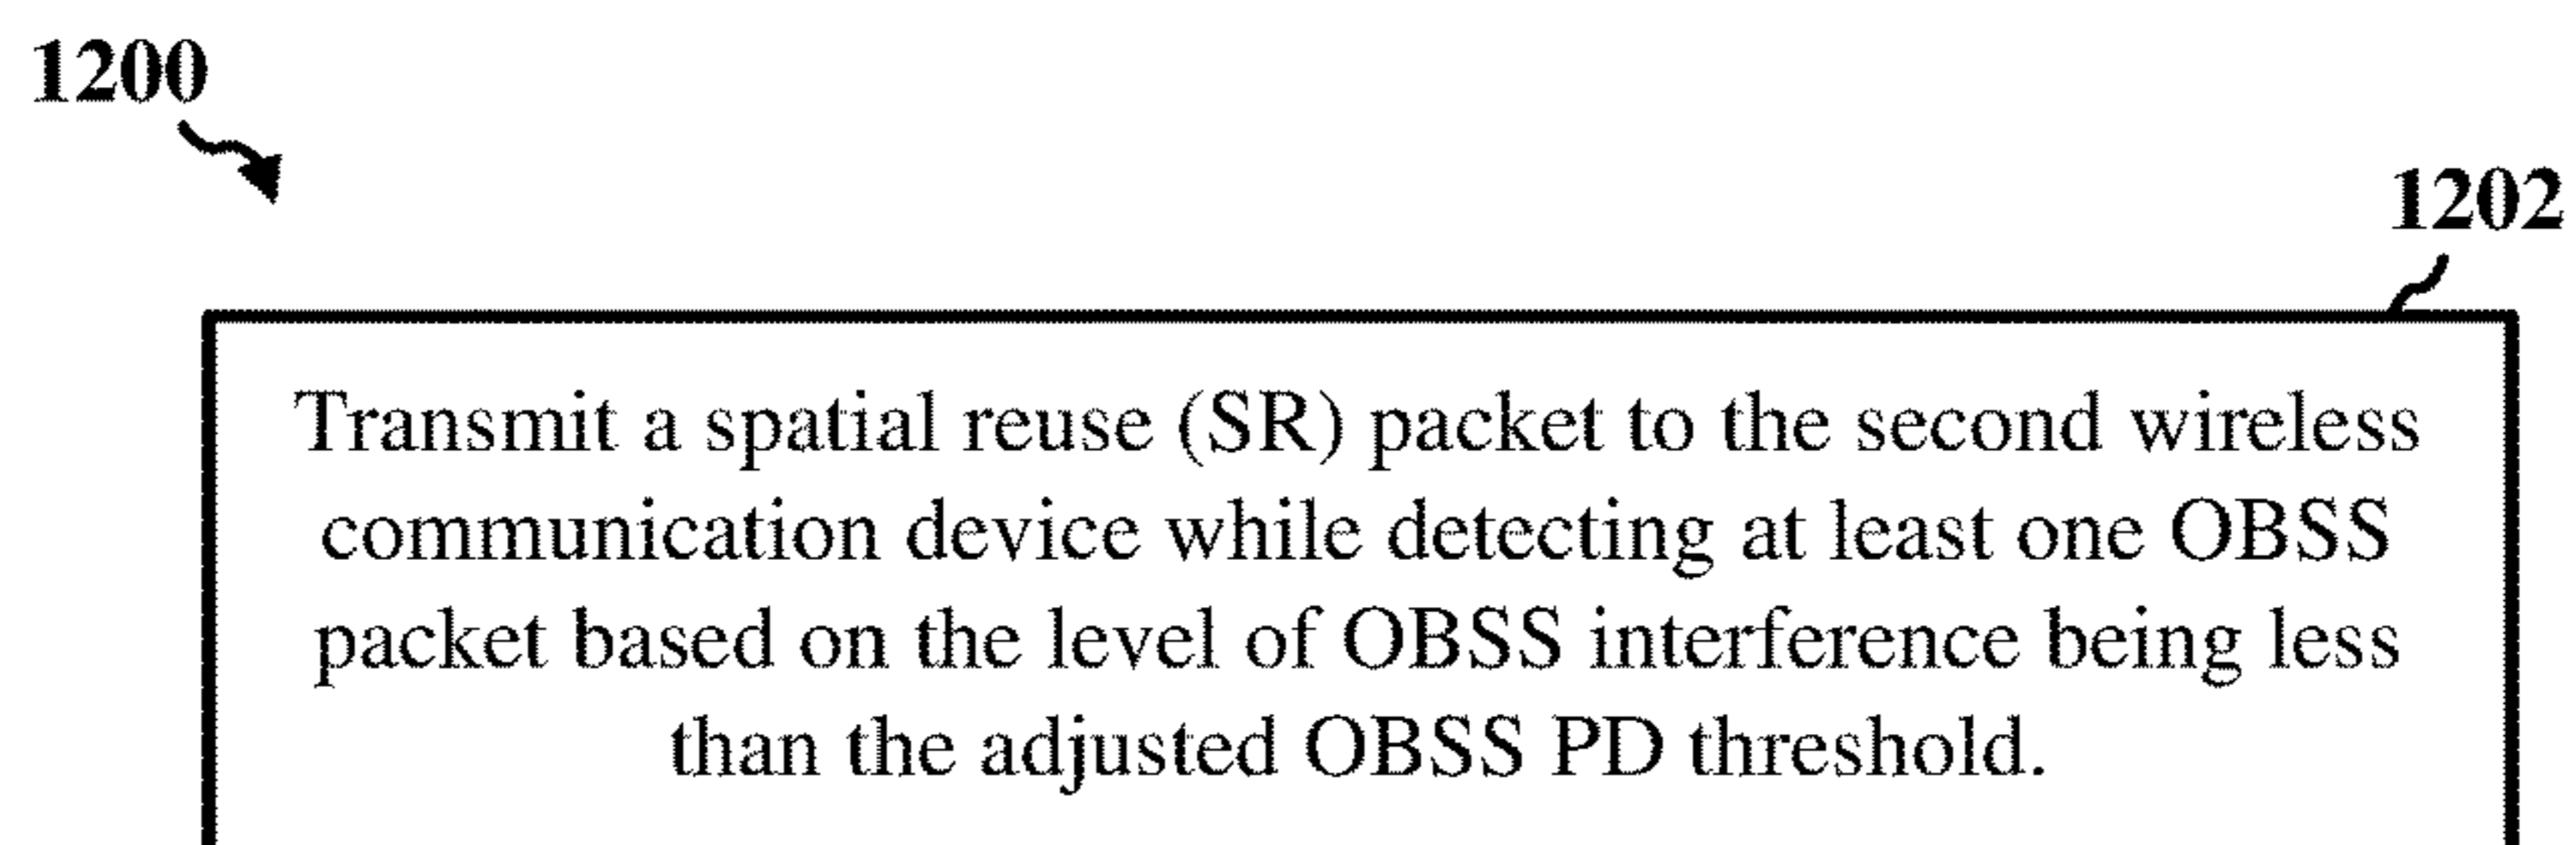 1200
1202
Transmit a spatial reuse (SR) packet to the second wireless
communication device while detecting at least one OBSS
packet based on the level of OBSS interference being less
than the adjusted OBSS PD threshold.